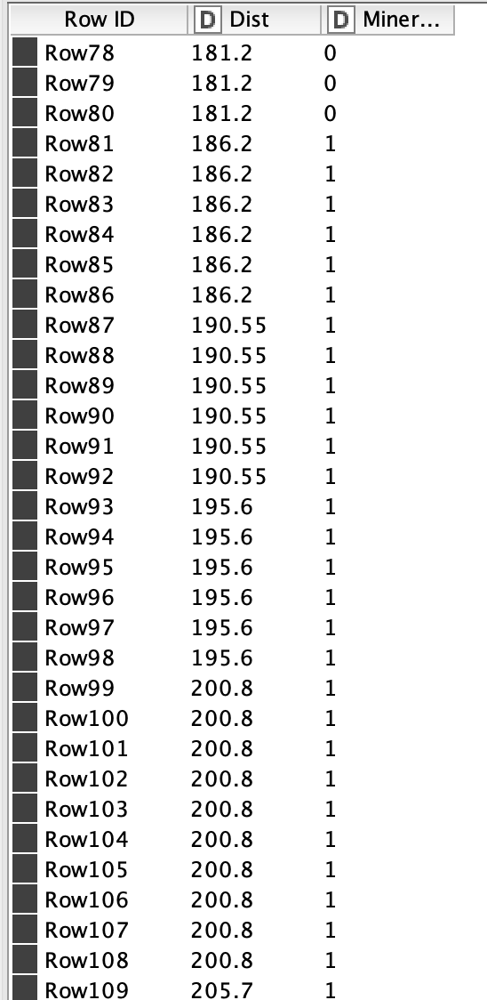 Row ID D Dist D Miner...
Row78 181.2 0
Row79 181.2 0
Row80 181.2 0
Row81 186.2 1
Row82 186.2 1
Row83 186.2 1
Row84 186.2 1
Row85 186.2 1
Row86 186.2 1
Row87 190.55 1
Row88 190.55 1
Row89 190.55 1
Row90 190.55 1
Row91 190.55 1
Row92 190.55 1
Row93 195.6 1
Row94 195.6 1
Row95 195.6 1
Row96 195.6 1
Row97 195.6 1
Row98 195.6 1
Row99 200.8 1
Row100 200.8 1
Row101 200.8 1
Row102 200.8 1
Row103 200.8 1
Row104 200.8 1
Row105 200.8 1
Row106 200.8 1
Row107 200.8 1
Row108 200.8 1
Row109 205.7 1